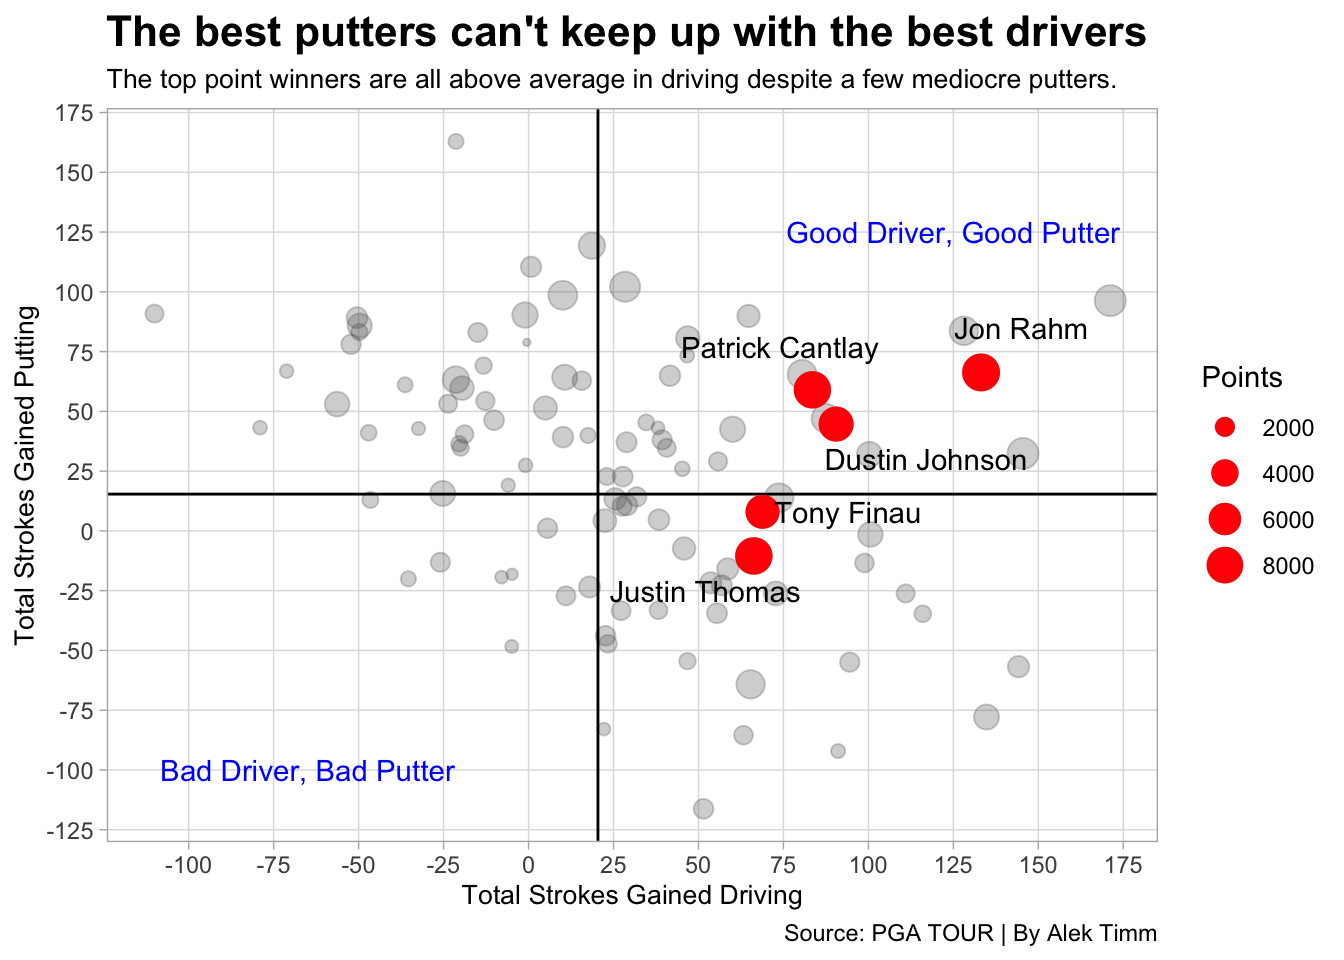 The best putters can't keep up with the best drivers
The top point winners are all above average in driving despite a few mediocre putters.
Total Strokes Gained Putting
175
150
125
100
75
50
25
0
-25
-50
-75
-100
-125
Good Driver, Good Putter
Jon Rahm
Patrick Cantlay
Dustin Johnson
Tony Finau
Justin Thomas
Bad Driver, Bad Putter
Points
2000
4000
6000
8000
-100 -75 -50 -25 0 25 50 75 100 125 150 175
Total Strokes Gained Driving
Source: PGA TOUR | By Alek Timm